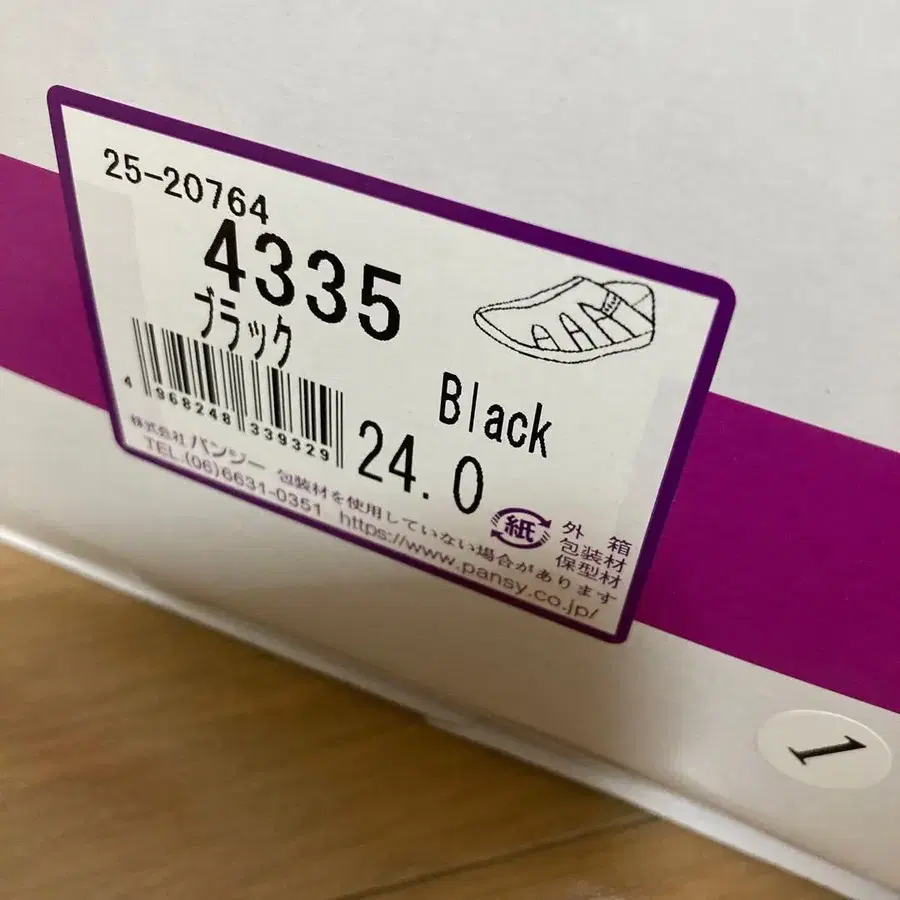 25-20764
4335
ブラック
Black
4 968248 339329
24.0
株式会社 パンジー 包装材を使用していない場合があります
TEL.(06)6631-0351 https://www.pansy.co.jp/
紙
外箱
包装材
保型材
1